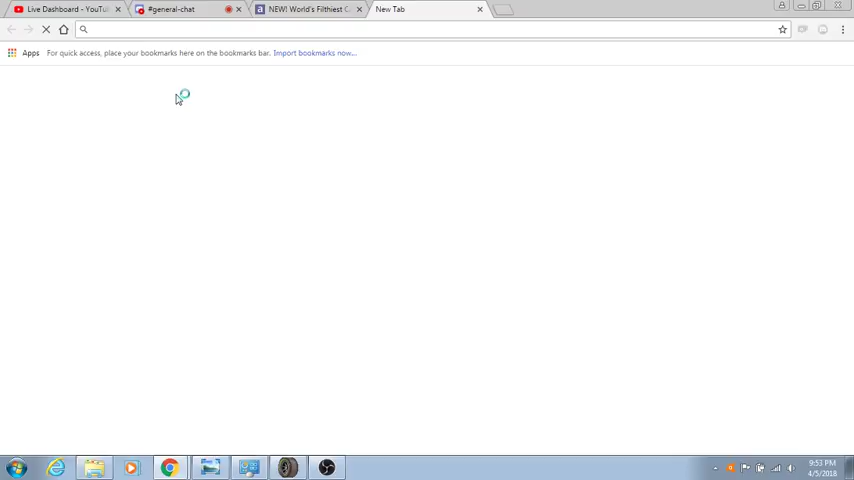 Live Dashboard - YouTu
#general-chat
NEW! World's Filthiest C
New Tab
Apps
For quick access, place your bookmarks here on the bookmarks bar. Import bookmarks now...
9:53 PM
4/5/2018